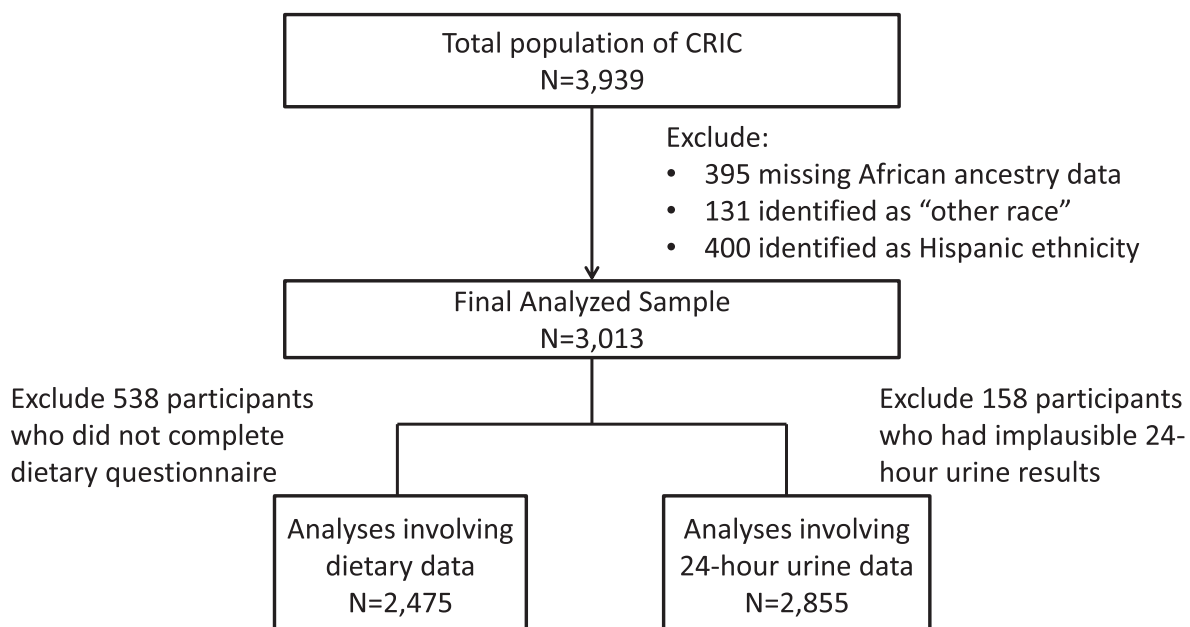 Total population of CRIC
N=3,939
Exclude:
• 395 missing African ancestry data
• 131 identified as “other race”
• 400 identified as Hispanic ethnicity
Final Analyzed Sample
N=3,013
Exclude 538 participants
who did not complete
dietary questionnaire
Exclude 158 participants
who had implausible 24-
hour urine results
Analyses involving
dietary data
N=2,475
Analyses involving
24-hour urine data
N=2,855